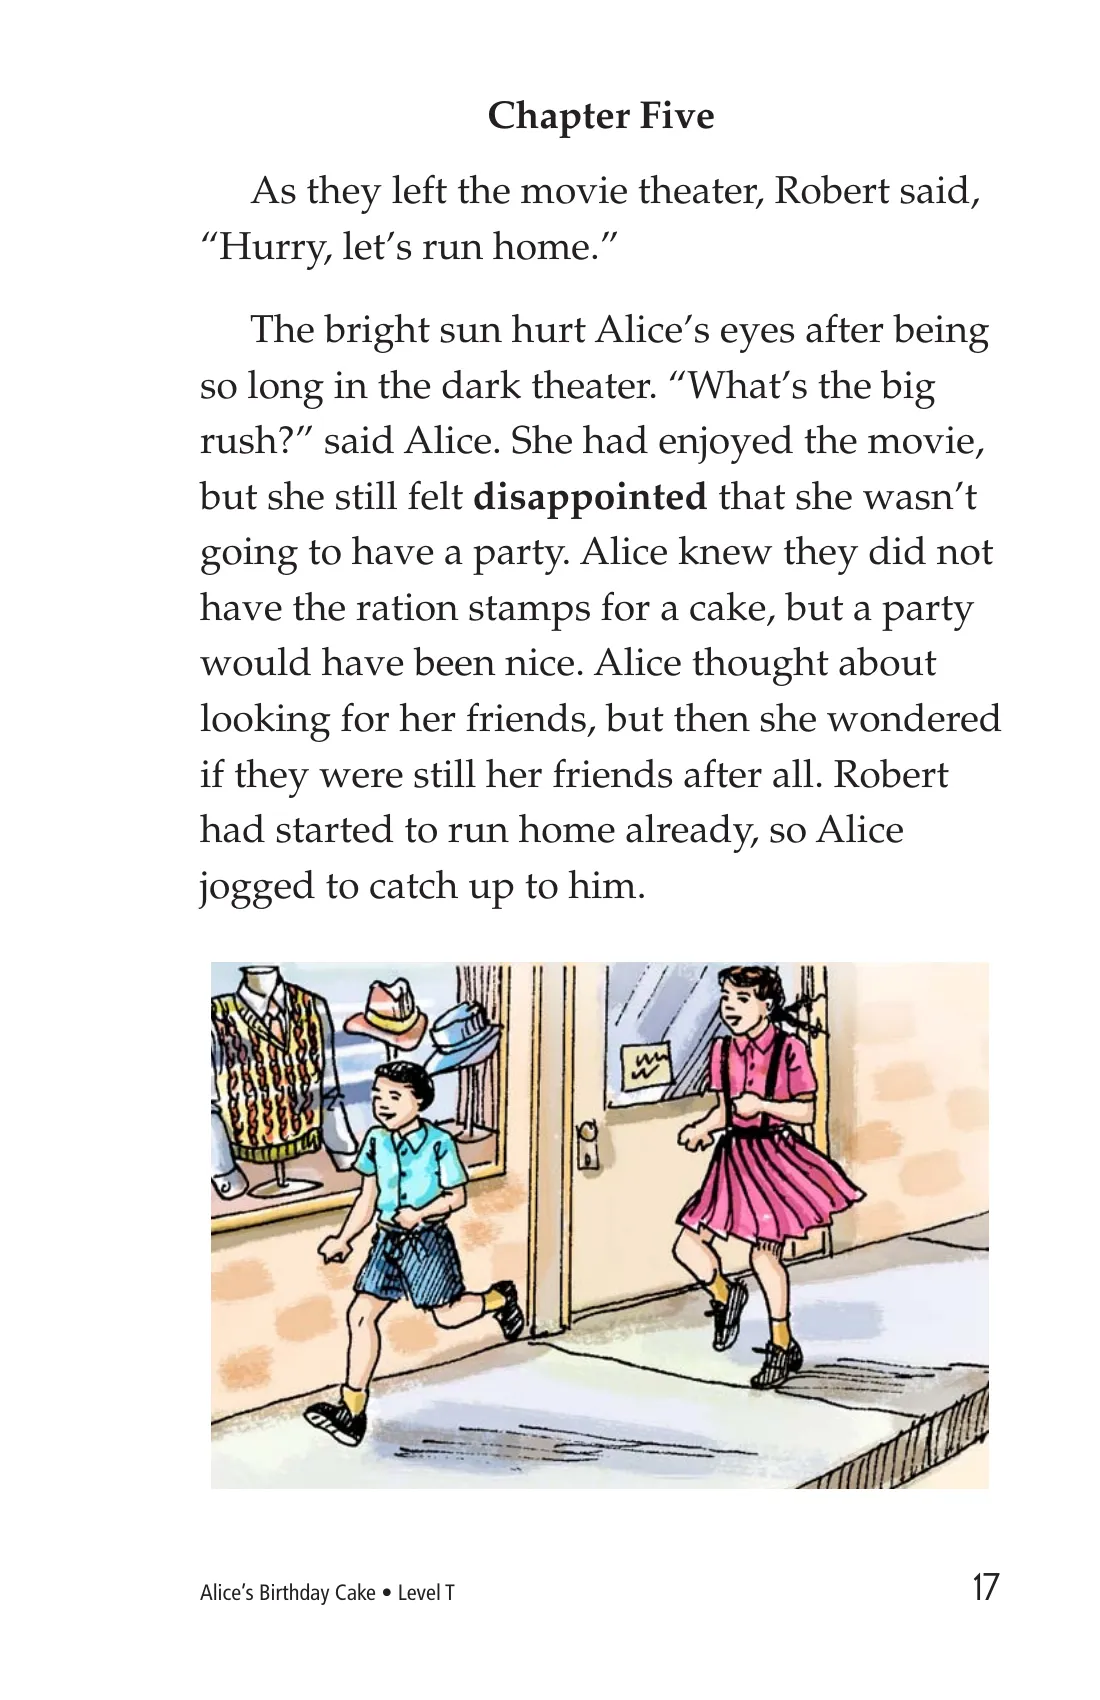 Chapter Five
As they left the movie theater, Robert said,
“Hurry, let’s run home.”
The bright sun hurt Alice’s eyes after being
so long in the dark theater. “What’s the big
rush?” said Alice. She had enjoyed the movie,
but she still felt disappointed that she wasn’t
going to have a party. Alice knew they did not
have the ration stamps for a cake, but a party
would have been nice. Alice thought about
looking for her friends, but then she wondered
if they were still her friends after all. Robert
had started to run home already, so Alice
jogged to catch up to him.
Alice’s Birthday Cake • Level T
17